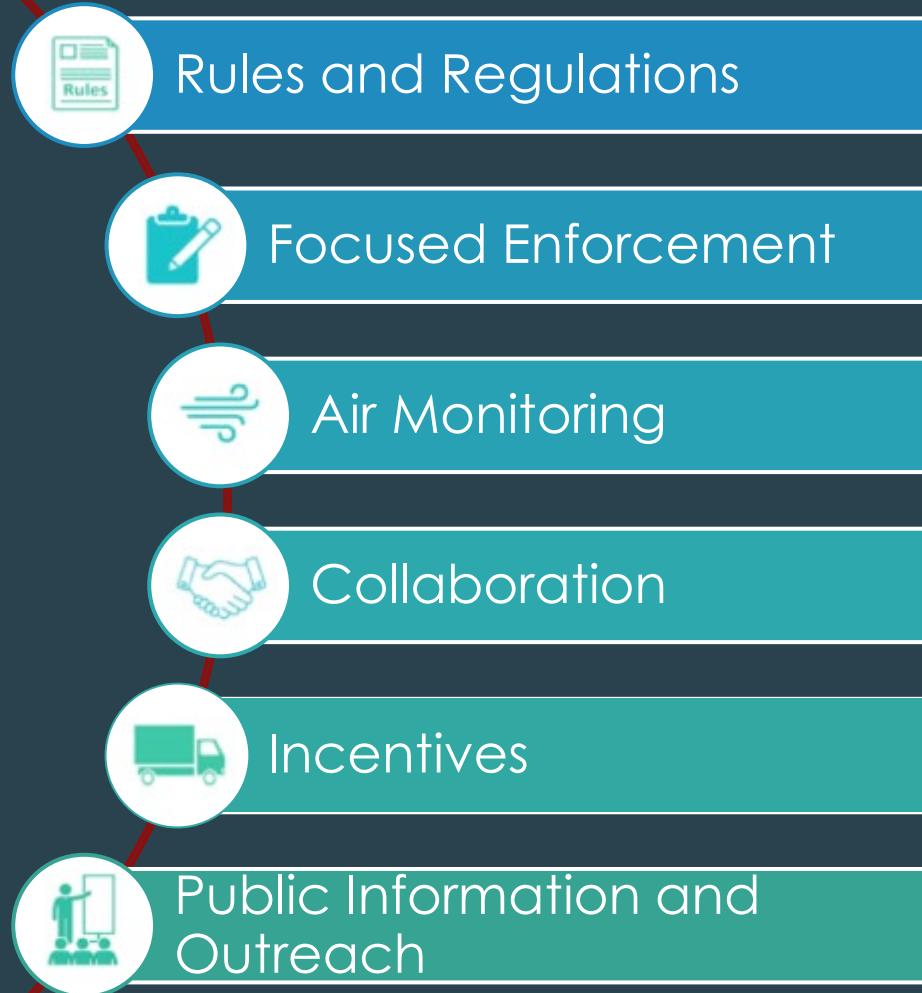 Rules
Rules and Regulations
Focused Enforcement
Air Monitoring
Collaboration
Incentives
Public Information and
Outreach